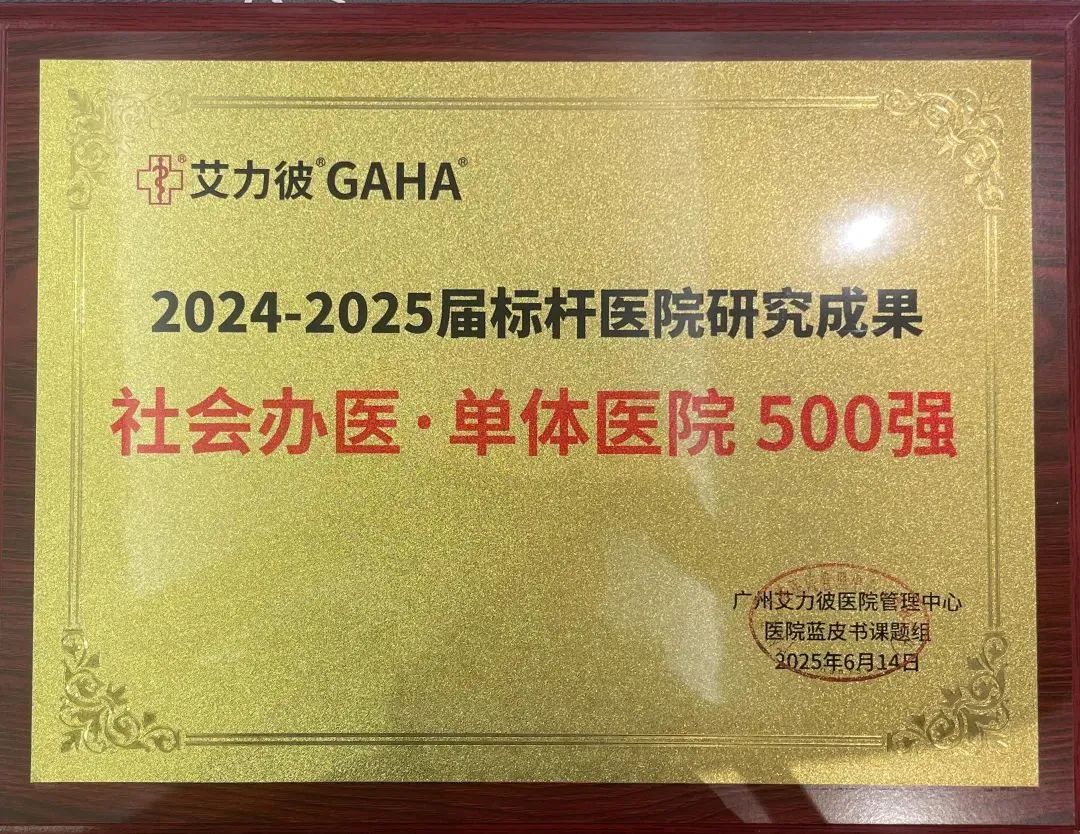 艾力彼® GAHA®
2024-2025届标杆医院研究成果
社会办医·单体医院 500强
广州艾力彼医院管理中心
医院蓝皮书课题组
2025年6月14日